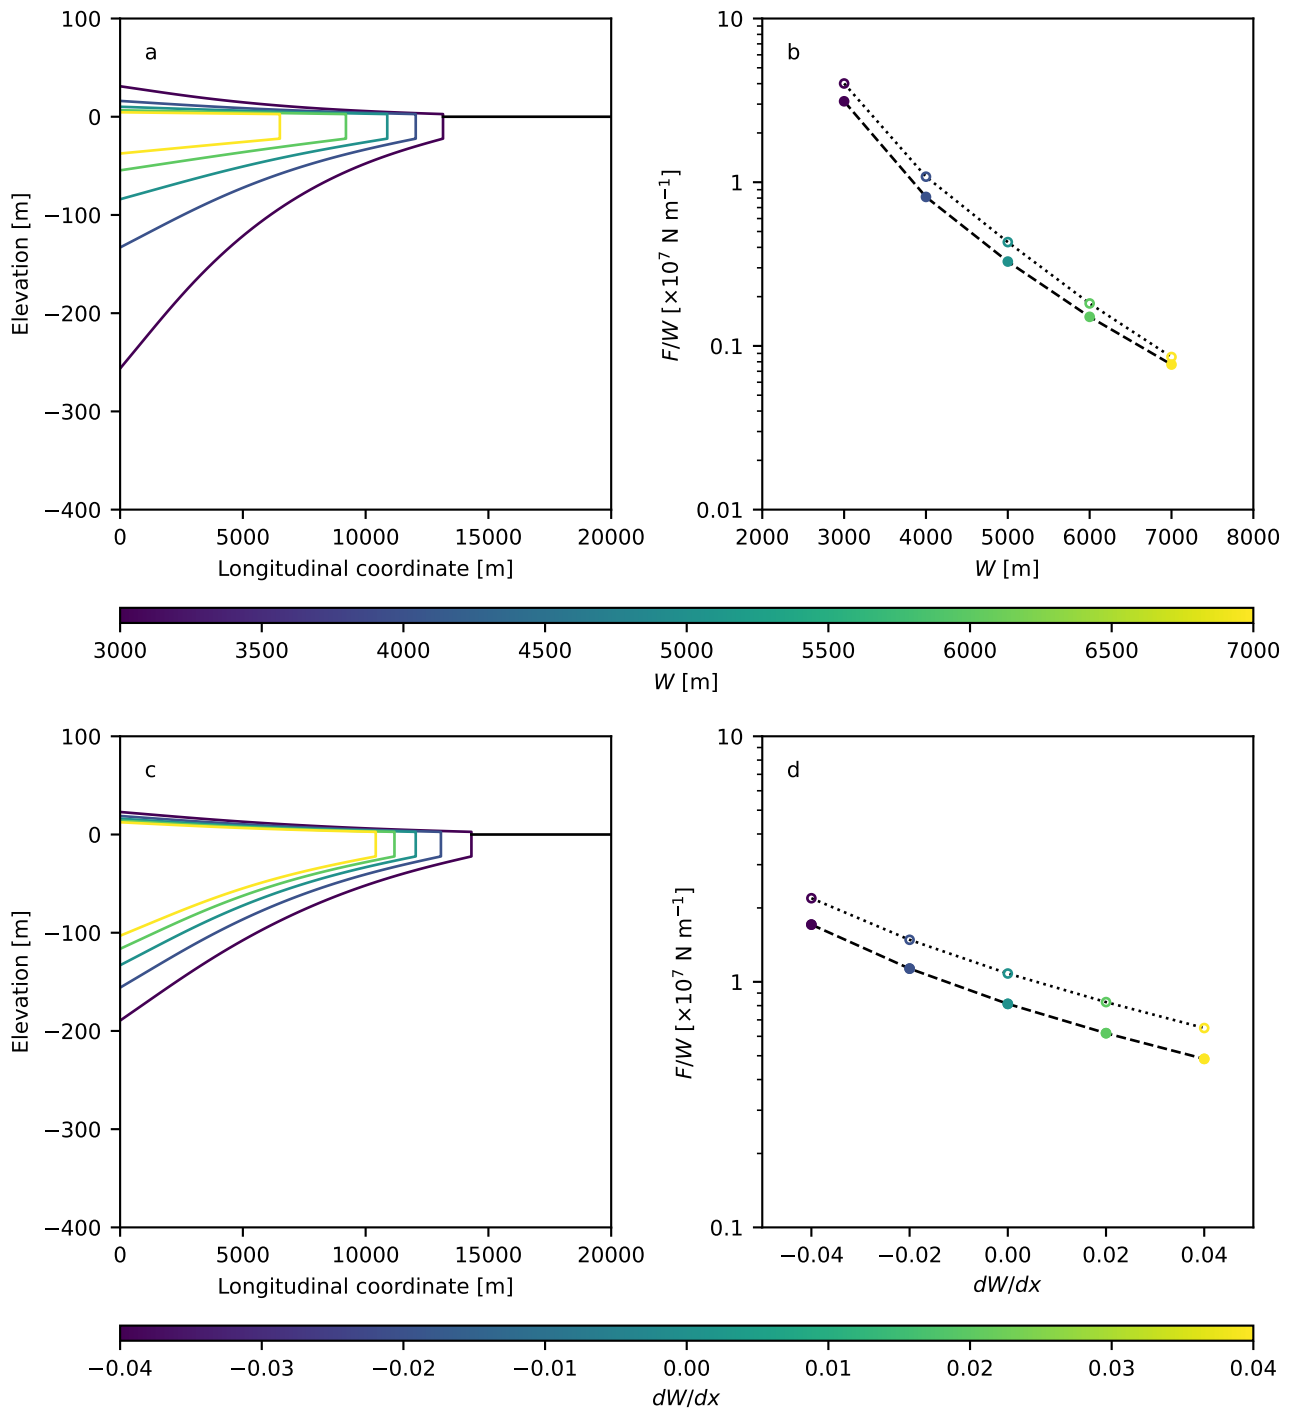 a
100
0
−100
−200
−300
−400
Elevation [m]
0 5000 10000 15000 20000
Longitudinal coordinate [m]
b
10
1
0.1
0.01
F/W [×10⁷ N m⁻¹]
2000 3000 4000 5000 6000 7000 8000
W [m]
3000 3500 4000 4500 5000 5500 6000 6500 7000
W [m]
c
100
0
−100
−200
−300
−400
Elevation [m]
0 5000 10000 15000 20000
Longitudinal coordinate [m]
d
10
1
0.1
F/W [×10⁷ N m⁻¹]
−0.04 −0.02 0.00 0.02 0.04
dW/dx
−0.04 −0.03 −0.02 −0.01 0.00 0.01 0.02 0.03 0.04
dW/dx